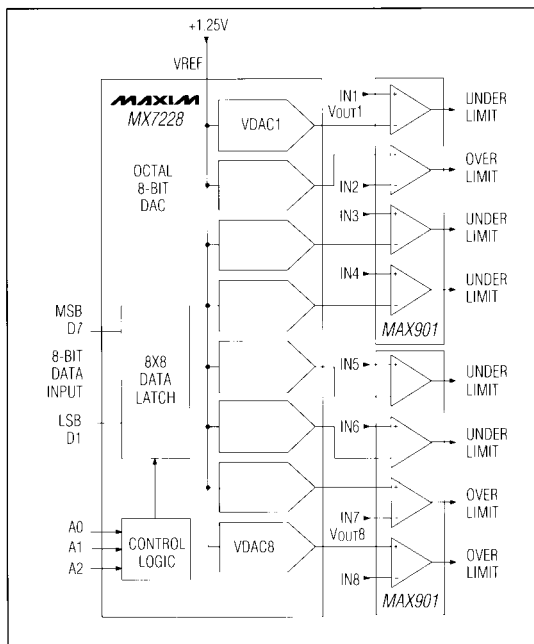 +1.25V
VREF
MAXIM
MX7228
OCTAL
8-BIT
DAC
VDAC1
IN1
VOUT1
UNDER
LIMIT
IN2
OVER
LIMIT
IN3
UNDER
LIMIT
IN4
UNDER
LIMIT
MAX901
MSB
D7
8-BIT
DATA
INPUT
LSB
D1
8X8
DATA
LATCH
IN5
UNDER
LIMIT
IN6
UNDER
LIMIT
IN7
OVER
LIMIT
A0
A1
A2
CONTROL
LOGIC
VDAC8
VOUT8
IN8
OVER
LIMIT
MAX901